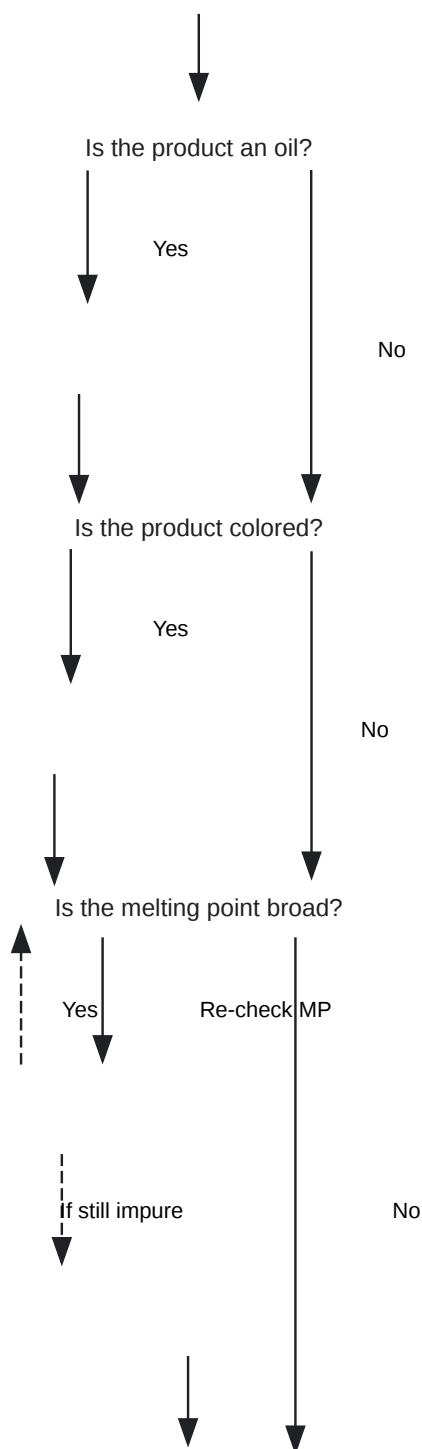 Is the product an oil?
Yes
No
Is the product colored?
Yes
No
Is the melting point broad?
Yes
Re-check MP
If still impure
No